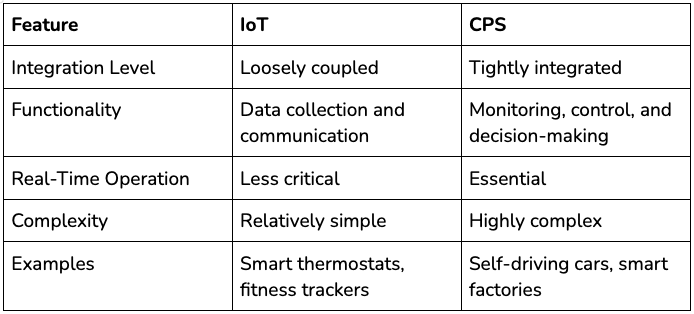 Feature IoT CPS
Integration Level Loosely coupled Tightly integrated
Functionality Data collection and communication Monitoring, control, and decision-making
Real-Time Operation Less critical Essential
Complexity Relatively simple Highly complex
Examples Smart thermostats, fitness trackers Self-driving cars, smart factories